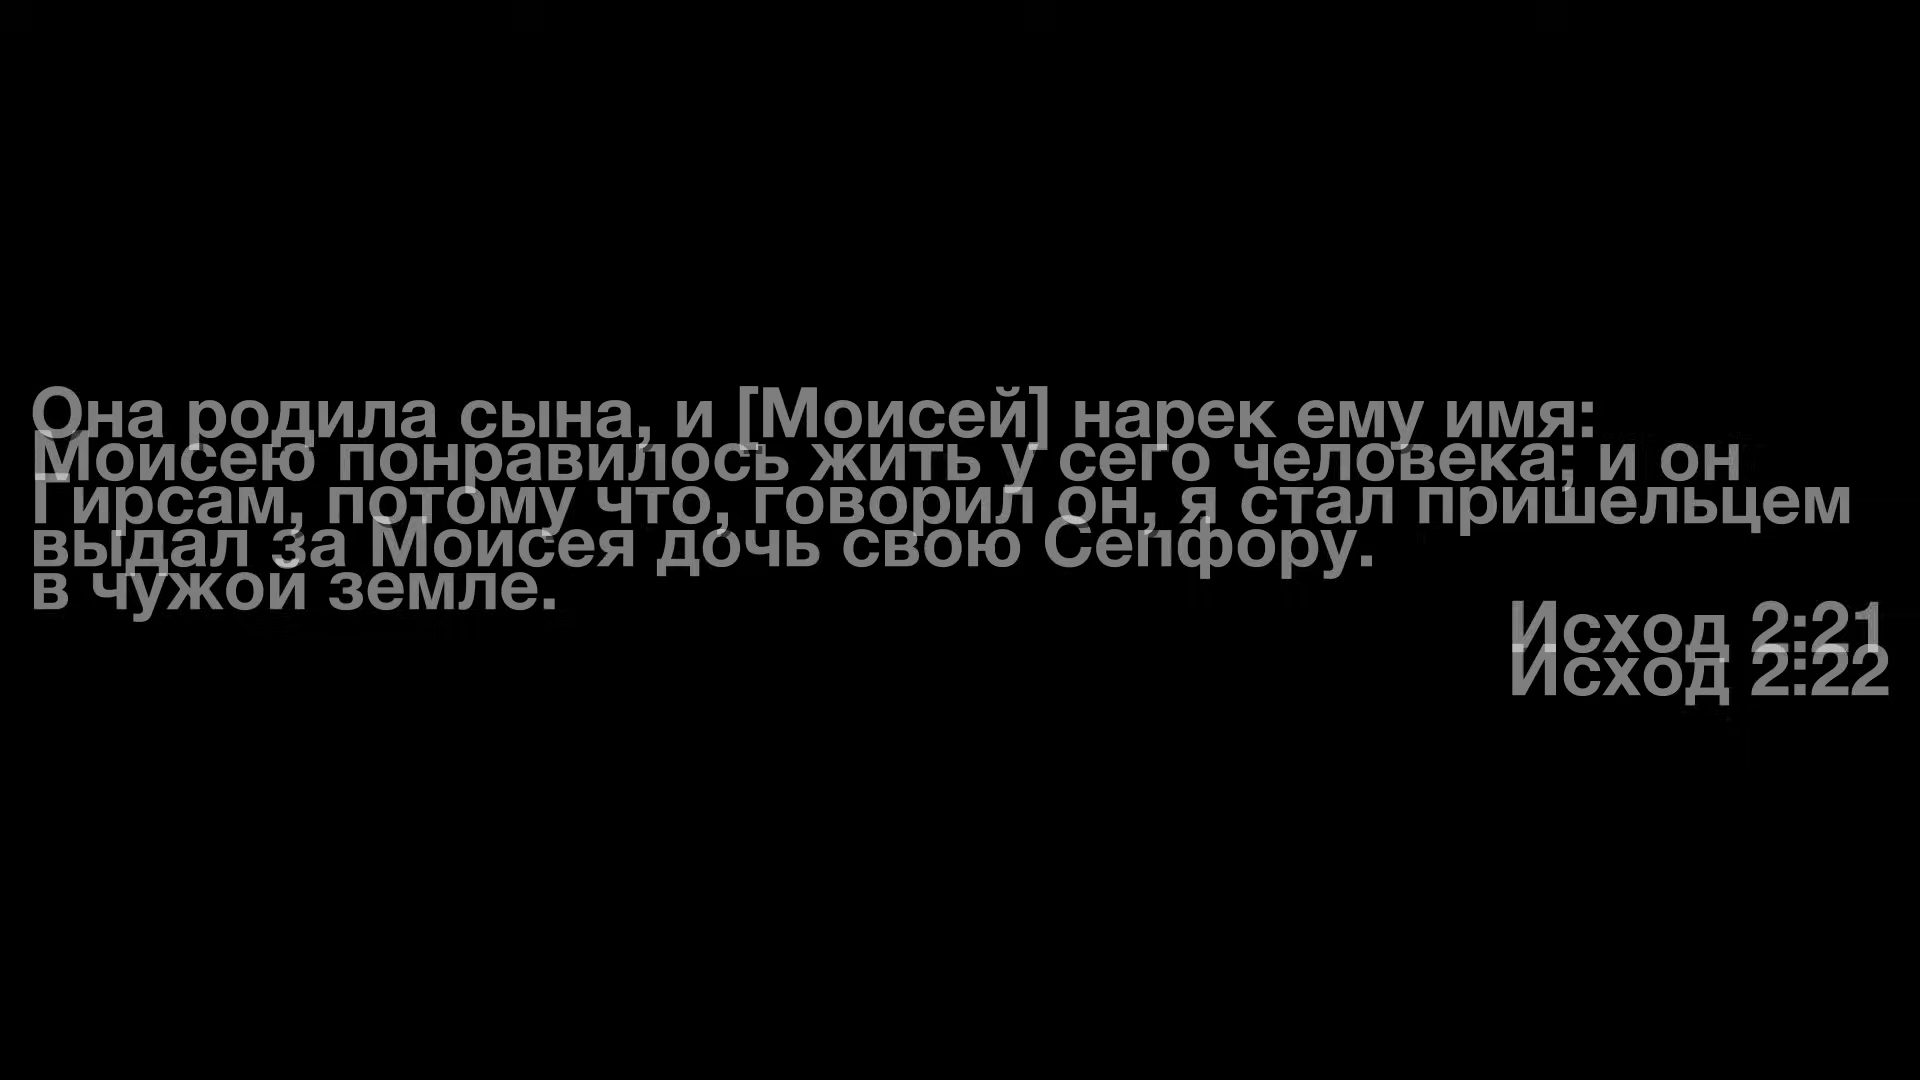 Она родила сына, и [Моисей] нарек ему имя:
Моисею понравилось жить у сего человека; и он
Гирсам, потому что, говорил он, я стал пришельцем
выдал за Моисея дочь свою Сепфору.
в чужой земле.
Исход 2:21
Исход 2:22